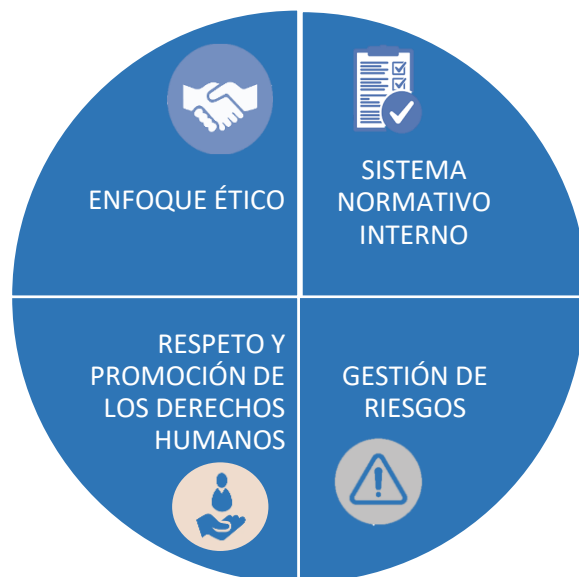 ENFOQUE ÉTICO
SISTEMA
NORMATIVO
INTERNO
RESPETO Y
PROMOCIÓN DE
LOS DERECHOS
HUMANOS
GESTIÓN DE
RIESGOS